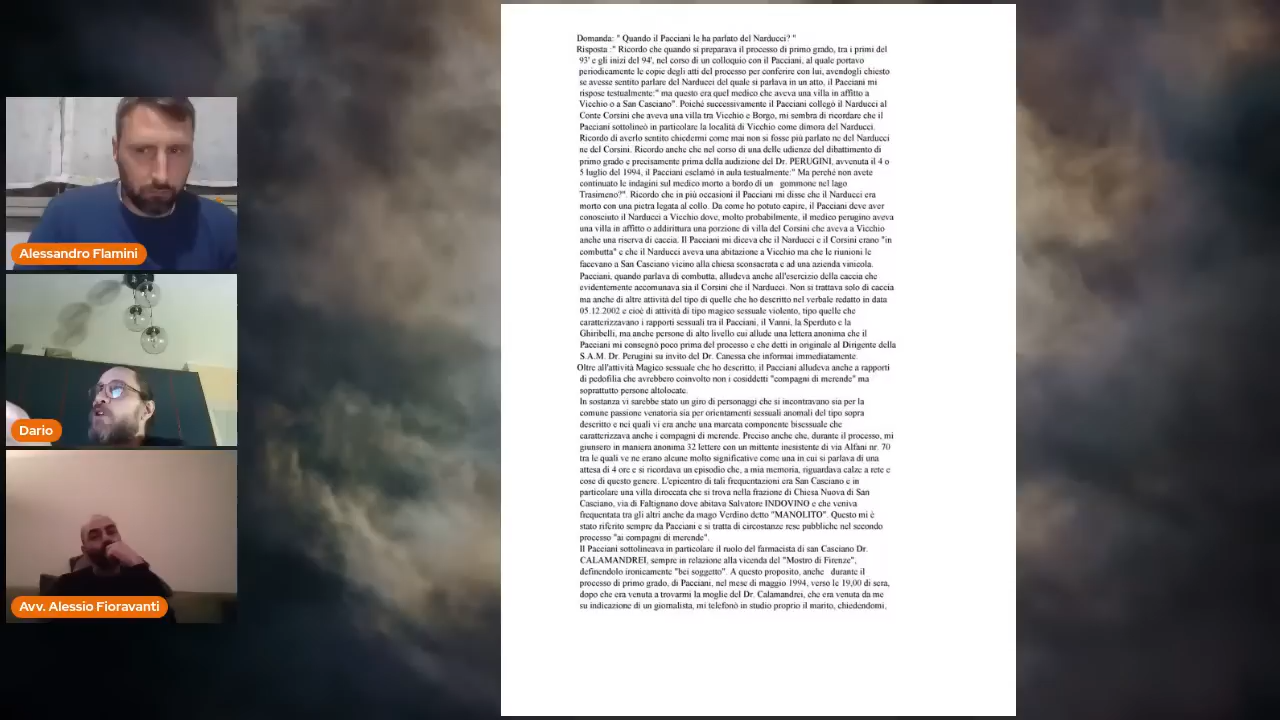 Alessandro Flamini
Dario
Avv. Alessio Fioravanti
Domanda: " Quando il Pacciani le ha parlato del Narducci? "
Risposta :" Ricordo che quando si preparava il processo di primo grado, tra i primi del
93' e gli inizi del 94', nel corso di un colloquio con il Pacciani, al quale portavo
periodicamente le copie degli atti del processo per conferire con lui, avendogli chiesto
se avesse sentito parlare del Narducci del quale si parlava in un atto, il Pacciani mi
rispose testualmente:" ma questo era quel medico che aveva una villa in affitto a
Vicchio o a San Casciano". Poiché successivamente il Pacciani collegò il Narducci al
Conte Corsini che aveva una villa tra Vicchio e Borgo, mi sembra di ricordare che il
Pacciani sottolineò in particolare la località di Vicchio come dimora del Narducci.
Ricordo di averlo sentito chiedermi come mai non si fosse più parlato ne del Narducci
ne del Corsini. Ricordo anche che nel corso di una delle udienze del dibattimento di
primo grado e precisamente prima della audizione del Dr. PERUGINI, avvenuta il 4 o
5 luglio del 1994, il Pacciani esclamò in aula testualmente:" Ma perché non avete
continuato le indagini sul medico morto a bordo di un gommone nel lago
Trasimeno?". Ricordo che in più occasioni il Pacciani mi disse che il Narducci era
morto con una pietra legata al collo. Da come ho potuto capire, il Pacciani deve aver
conosciuto il Narducci a Vicchio dove, molto probabilmente, il medico perugino aveva
una villa in affitto o addirittura una porzione di villa del Corsini che aveva a Vicchio
anche una riserva di caccia. Il Pacciani mi diceva che il Narducci e il Corsini erano "in
combutta" e che il Narducci aveva una abitazione a Vicchio ma che le riunioni le
facevano a San Casciano vicino alla chiesa sconsacrata e ad una azienda vinicola.
Pacciani, quando parlava di combutta, alludeva anche all'esercizio della caccia che
evidentemente accomunava sia il Corsini che il Narducci. Non si trattava solo di caccia
ma anche di altre attività del tipo di quelle che ho descritto nel verbale redatto in data
05.12.2002 e cioè di attività di tipo magico sessuale violento, tipo quelle che
caratterizzavano i rapporti sessuali tra il Pacciani, il Vanni, la Sperduto e la
Ghiribelli, ma anche persone di alto livello cui allude una lettera anonima che il
Pacciani mi consegnò poco prima del processo e che detti in originale al Dirigente della
S.A.M. Dr. Perugini su invito del Dr. Canessa che informai immediatamente.
Oltre all'attività Magico sessuale che ho descritto, il Pacciani alludeva anche a rapporti
di pedofilia che avrebbero coinvolto non i cosiddetti "compagni di merende" ma
soprattutto persone altolocate.
In sostanza vi sarebbe stato un giro di personaggi che si incontravano sia per la
comune passione venatoria sia per orientamenti sessuali anomali del tipo sopra
descritto e nei quali vi era anche una marcata componente bisessuale che
caratterizzava anche i compagni di merende. Preciso anche che, durante il processo, mi
giunsero in maniera anonima 32 lettere con un mittente inesistente di via Alfani nr. 70
tra le quali ve ne erano alcune molto significative come una in cui si parlava di una
attesa di 4 ore e si ricordava un episodio che, a mia memoria, riguardava calze a rete e
cose di questo genere. L'epicentro di tali frequentazioni era San Casciano e in
particolare una villa diroccata che si trova nella frazione di Chiesa Nuova di San
Casciano, via di Faltignano dove abitava Salvatore INDOVINO e che veniva
frequentata tra gli altri anche da mago Verdino detto "MANOLITO". Questo mi è
stato riferito sempre da Pacciani e si tratta di circostanze rese pubbliche nel secondo
processo "ai compagni di merende".
Il Pacciani sottolineava in particolare il ruolo del farmacista di san Casciano Dr.
CALAMANDREI, sempre in relazione alla vicenda del "Mostro di Firenze",
definendolo ironicamente "bei soggetto". A questo proposito, anche durante il
processo di primo grado, di Pacciani, nel mese di maggio 1994, verso le 19,00 di sera,
dopo che era venuta a trovarmi la moglie del Dr. Calamandrei, che era venuta da me
su indicazione di un giornalista, mi telefonò in studio proprio il marito, chiedendomi,